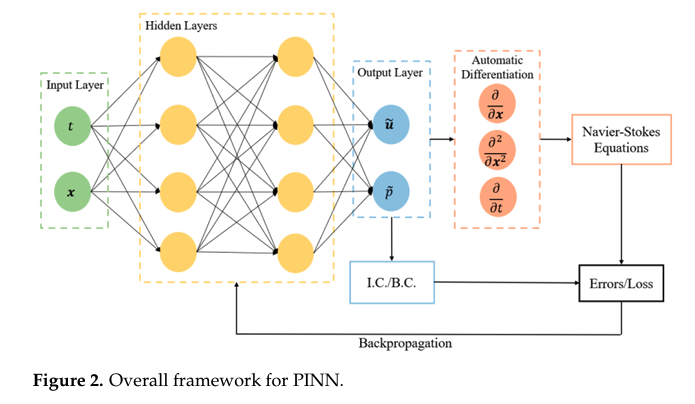 Hidden Layers
Input Layer
t
x
Output Layer
ũ
p̃
Automatic
Differentiation
∂
∂x
∂²
∂x²
∂
∂t
Navier-Stokes
Equations
I.C./B.C.
Errors/Loss
Backpropagation
Figure 2. Overall framework for PINN.